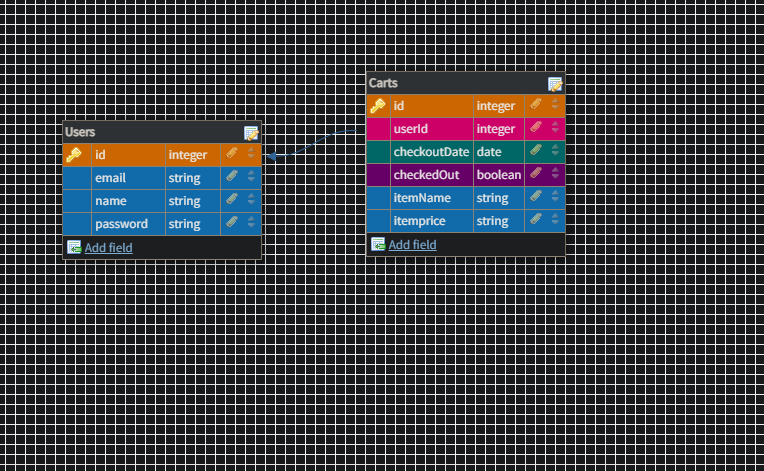 Users
id integer
email string
name string
password string
Add field
Carts
id integer
userId integer
checkoutDate date
checkedOut boolean
itemName string
itemprice string
Add field